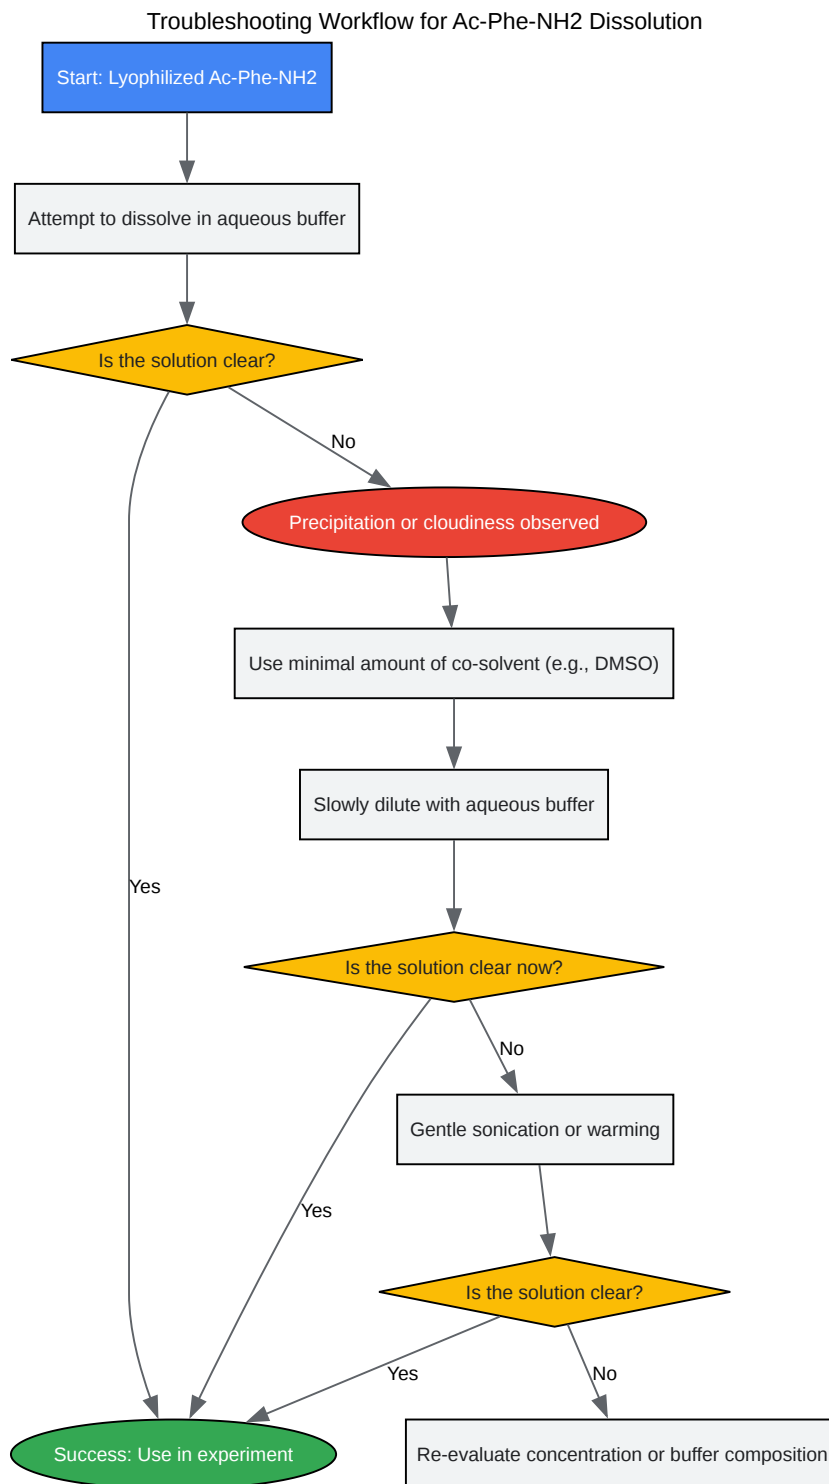 Troubleshooting Workflow for Ac-Phe-NH2 Dissolution
Start: Lyophilized Ac-Phe-NH2
Attempt to dissolve in aqueous buffer
Is the solution clear?
No
Precipitation or cloudiness observed
Use minimal amount of co-solvent (e.g., DMSO)
Slowly dilute with aqueous buffer
Yes
Is the solution clear now?
No
Gentle sonication or warming
Yes
Is the solution clear?
Yes
No
Success: Use in experiment
Re-evaluate concentration or buffer composition